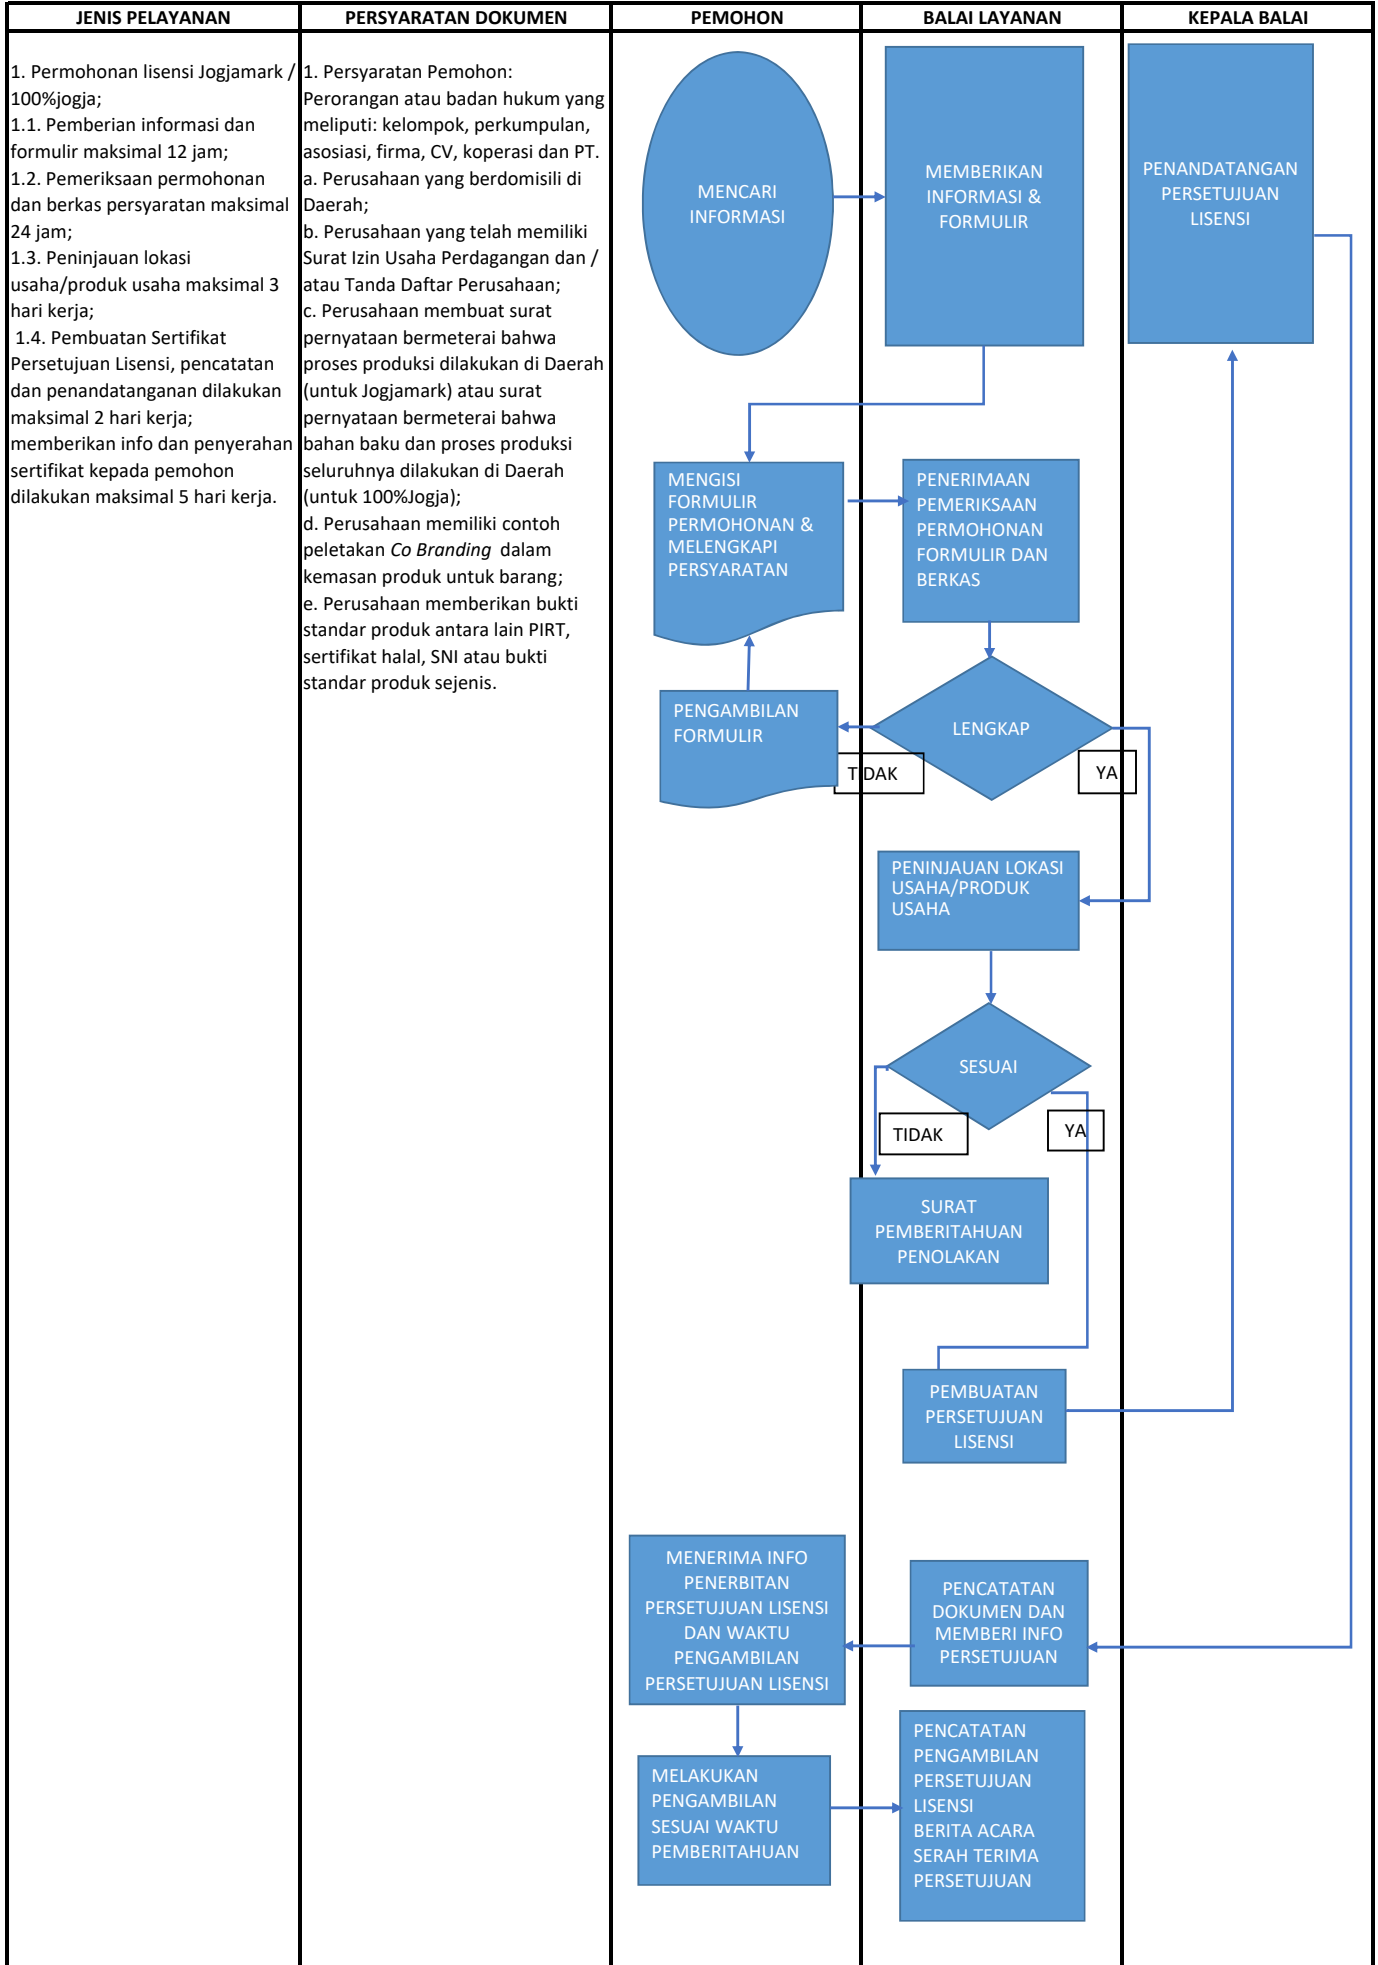 JENIS PELAYANAN
PERSYARATAN DOKUMEN
PEMOHON
BALAI LAYANAN
KEPALA BALAI
1. Permohonan lisensi Jogjamark /
100%jogja;
1.1. Pemberian informasi dan
formulir maksimal 12 jam;
1.2. Pemeriksaan permohonan
dan berkas persyaratan maksimal
24 jam;
1.3. Peninjauan lokasi
usaha/produk usaha maksimal 3
hari kerja;
1.4. Pembuatan Sertifikat
Persetujuan Lisensi, pencatatan
dan penandatanganan dilakukan
maksimal 2 hari kerja;
memberikan info dan penyerahan
sertifikat kepada pemohon
dilakukan maksimal 5 hari kerja.
1. Persyaratan Pemohon:
Perorangan atau badan hukum yang
meliputi: kelompok, perkumpulan,
asosiasi, firma, CV, koperasi dan PT.
a. Perusahaan yang berdomisili di
Daerah;
b. Perusahaan yang telah memiliki
Surat Izin Usaha Perdagangan dan /
atau Tanda Daftar Perusahaan;
c. Perusahaan membuat surat
pernyataan bermeterai bahwa
proses produksi dilakukan di Daerah
(untuk Jogjamark) atau surat
pernyataan bermeterai bahwa
bahan baku dan proses produksi
seluruhnya dilakukan di Daerah
(untuk 100%Jogja);
d. Perusahaan memiliki contoh
peletakan Co Branding dalam
kemasan produk untuk barang;
e. Perusahaan memberikan bukti
standar produk antara lain PIRT,
sertifikat halal, SNI atau bukti
standar produk sejenis.
MENCARI
INFORMASI
MEMBERIKAN
INFORMASI &
FORMULIR
PENANDATANGAN
PERSETUJUAN
LISENSI
MENGISI
FORMULIR
PERMOHONAN &
MELENGKAPI
PERSYARATAN
PENERIMAAN
PEMERIKSAAN
PERMOHONAN
FORMULIR DAN
BERKAS
PENGAMBILAN
FORMULIR
LENGKAP
TIDAK
YA
PENINJAUAN LOKASI
USAHA/PRODUK
USAHA
SESUAI
TIDAK
YA
SURAT
PEMBERITAHUAN
PENOLAKAN
PEMBUATAN
PERSETUJUAN
LISENSI
MENERIMA INFO
PENERBITAN
PERSETUJUAN LISENSI
DAN WAKTU
PENGAMBILAN
PERSETUJUAN LISENSI
PENCATATAN
DOKUMEN DAN
MEMBERI INFO
PERSETUJUAN
MELAKUKAN
PENGAMBILAN
SESUAI WAKTU
PEMBERITAHUAN
PENCATATAN
PENGAMBILAN
PERSETUJUAN
LISENSI
BERITA ACARA
SERAH TERIMA
PERSETUJUAN